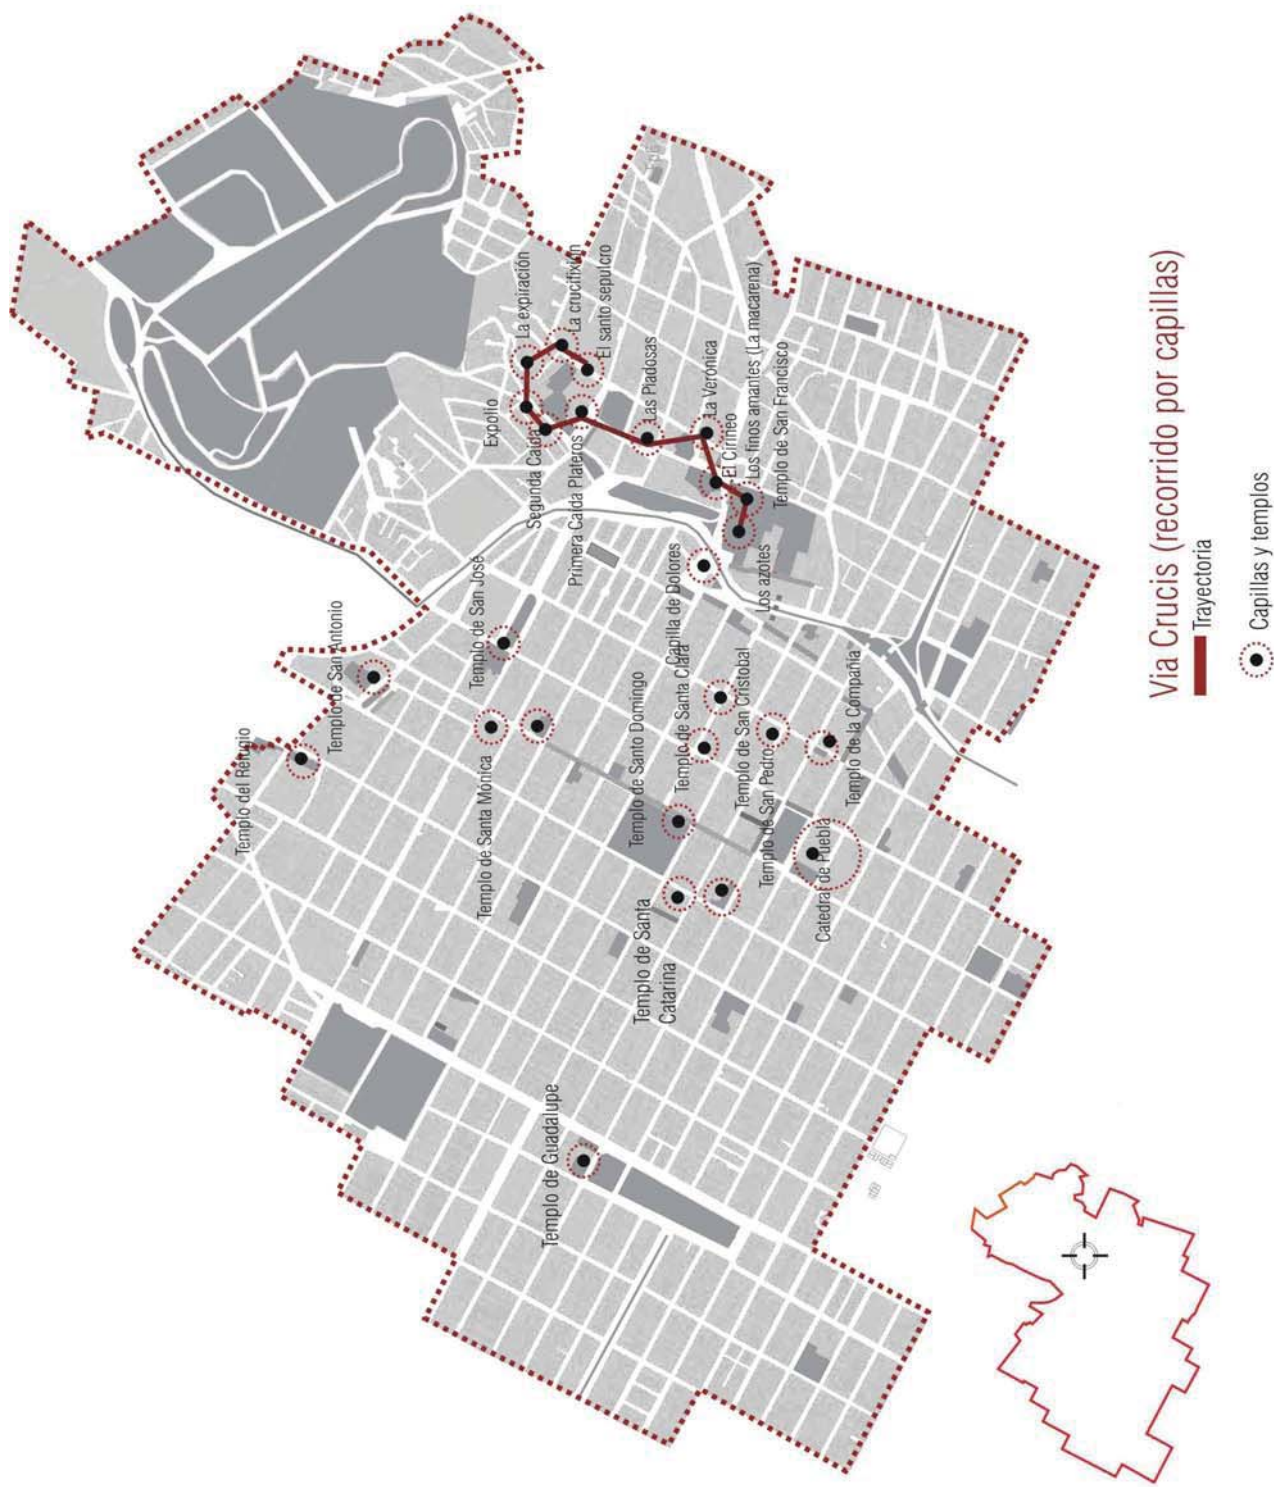 Templo del Refugio
Templo de San Antonio
Templo de San José
Templo de Santa Mónica
Expolio
Segunda Caída
Primera Caída Plateros
La expiración
La crucifixión
El santo sepulcro
Las Piadosas
La Veronica
El Cirineo
Los finos amantes (La macarena)
Templo de San Francisco
Los azotes
Capilla de Dolores
Templo de Santa Clara
Templo de Santo Domingo
Templo de San Cristobal
Templo de San Pedro
Templo de la Compañia
Catedral de Puebla
Templo de Santa
Catarina
Templo de Guadalupe
Via Crucis (recorrido por capillas)
Trayectoria
Capillas y templos